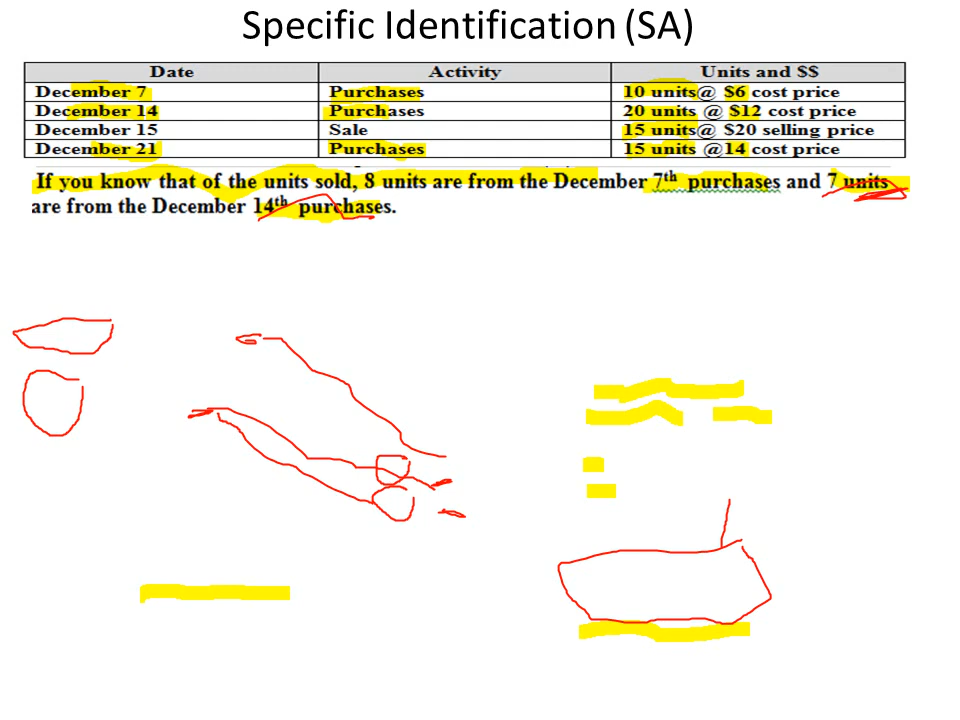 Specific Identification (SA)
Date Activity Units and $$
December 7 Purchases 10 units@ $6 cost price
December 14 Purchases 20 units @ $12 cost price
December 15 Sale 15 units@ $20 selling price
December 21 Purchases 15 units @14 cost price
If you know that of the units sold, 8 units are from the December 7th purchases and 7 units
are from the December 14th purchases.